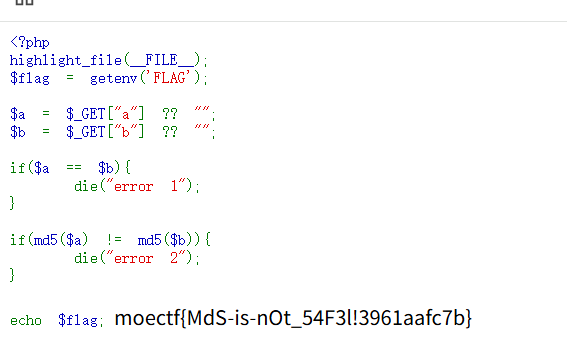 <?php
highlight_file(__FILE__);
$flag = getenv('FLAG');
$a = $_GET["a"] ?? "";
$b = $_GET["b"] ?? "";
if($a == $b){
die("error 1");
}
if(md5($a) != md5($b)){
die("error 2");
}
echo $flag; moectf{MdS-is-nOt_54F3l!3961aafc7b}